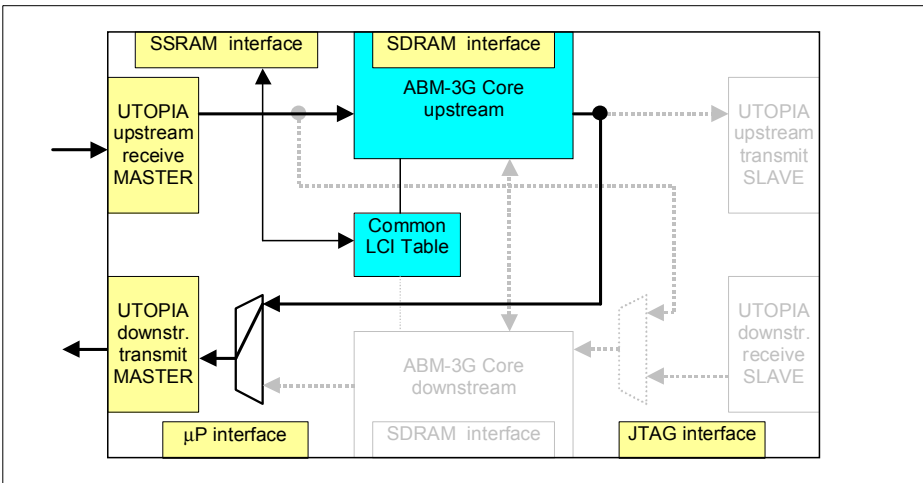 SSRAM interface
SDRAM interface
UTOPIA
upstream
receive
MASTER
ABM-3G Core
upstream
UTOPIA
upstream
transmit
SLAVE
Common
LCI Table
UTOPIA
downstr.
transmit
MASTER
ABM-3G Core
downstream
UTOPIA
downstr.
receive
SLAVE
µP interface
SDRAM interface
JTAG interface